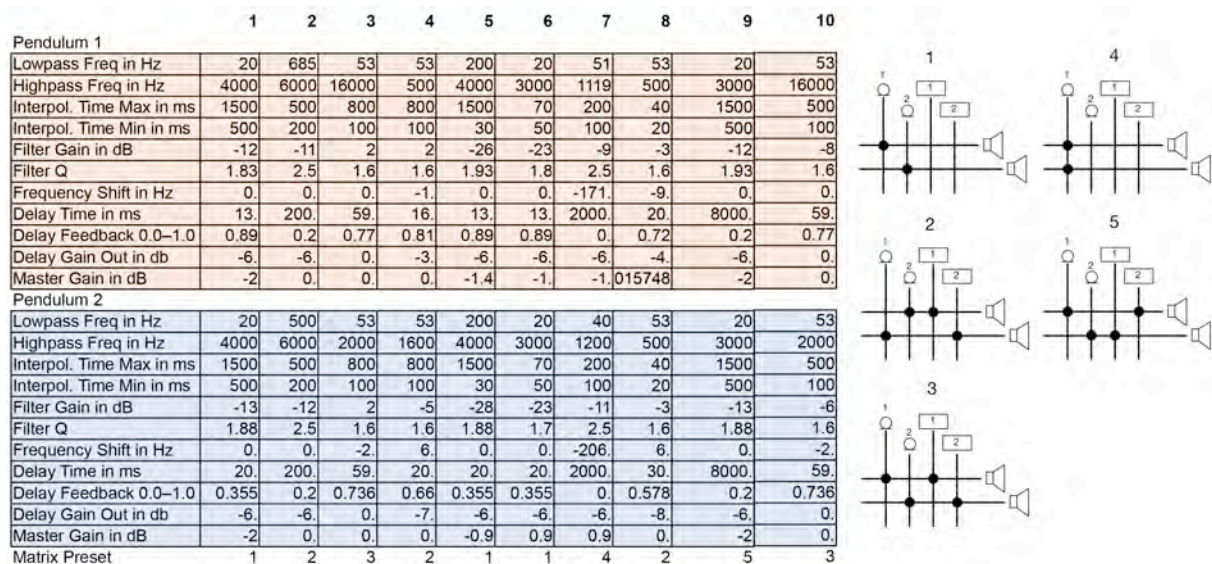 1 2 3 4 5 6 7 8 9 10
Pendulum 1
Lowpass Freq in Hz 20 685 53 53 200 20 51 53 20 53
Highpass Freq in Hz 4000 6000 16000 500 4000 3000 1119 500 3000 16000
Interpol. Time Max in ms 1500 500 800 800 1500 70 200 40 1500 500
Interpol. Time Min in ms 500 200 100 100 30 50 100 20 500 100
Filter Gain in dB -12 -11 2 2 -26 -23 -9 -3 -12 -8
Filter Q 1.83 2.5 1.6 1.6 1.93 1.8 2.5 1.6 1.93 1.6
Frequency Shift in Hz 0. 0. 0. -1. 0. 0. -171. -9. 0. 0.
Delay Time in ms 13. 200. 59. 16. 13. 13. 2000. 20. 8000. 59.
Delay Feedback 0.0–1.0 0.89 0.2 0.77 0.81 0.89 0.89 0. 0.72 0.2 0.77
Delay Gain Out in db -6. -6. 0. -3. -6. -6. -6. -4. -6. 0.
Master Gain in dB -2 0. 0. 0. -1.4 -1. -1. 015748 -2 0.
Pendulum 2
Lowpass Freq in Hz 20 500 53 53 200 20 40 53 20 53
Highpass Freq in Hz 4000 6000 2000 1600 4000 3000 1200 500 3000 2000
Interpol. Time Max in ms 1500 500 800 800 1500 70 200 40 1500 500
Interpol. Time Min in ms 500 200 100 100 30 50 100 20 500 100
Filter Gain in dB -13 -12 2 -5 -28 -23 -11 -3 -13 -6
Filter Q 1.88 2.5 1.6 1.6 1.88 1.7 2.5 1.6 1.88 1.6
Frequency Shift in Hz 0. 0. -2. 6. 0. 0. -206. 6. 0. -2.
Delay Time in ms 20. 200. 59. 20. 20. 20. 2000. 30. 8000. 59.
Delay Feedback 0.0–1.0 0.355 0.2 0.736 0.66 0.355 0.355 0. 0.578 0.2 0.736
Delay Gain Out in db -6. -6. 0. -7. -6. -6. -6. -8. -6. 0.
Master Gain in dB -2 0. 0. 0. -0.9 0.9 0.9 0. -2 0.
Matrix Preset 1 2 3 2 1 1 4 2 5 3
1
1 2 1 2
4
1 2 1 2
2
1 2 1 2
5
1 2 1 2
3
1 2 1 2